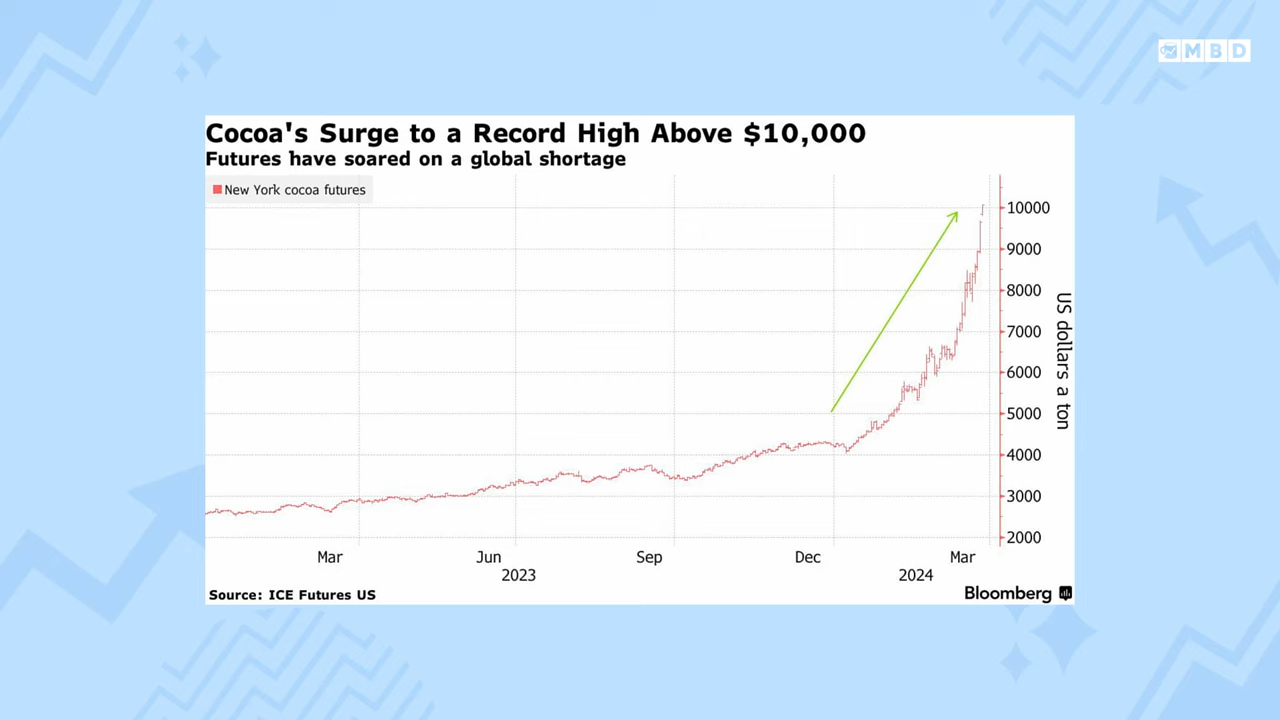 MBD
Cocoa's Surge to a Record High Above $10,000
Futures have soared on a global shortage
New York cocoa futures
10000
9000
8000
7000
6000
5000
4000
3000
2000
US dollars a ton
Mar Jun Sep Dec Mar
2023 2024
Source: ICE Futures US
Bloomberg